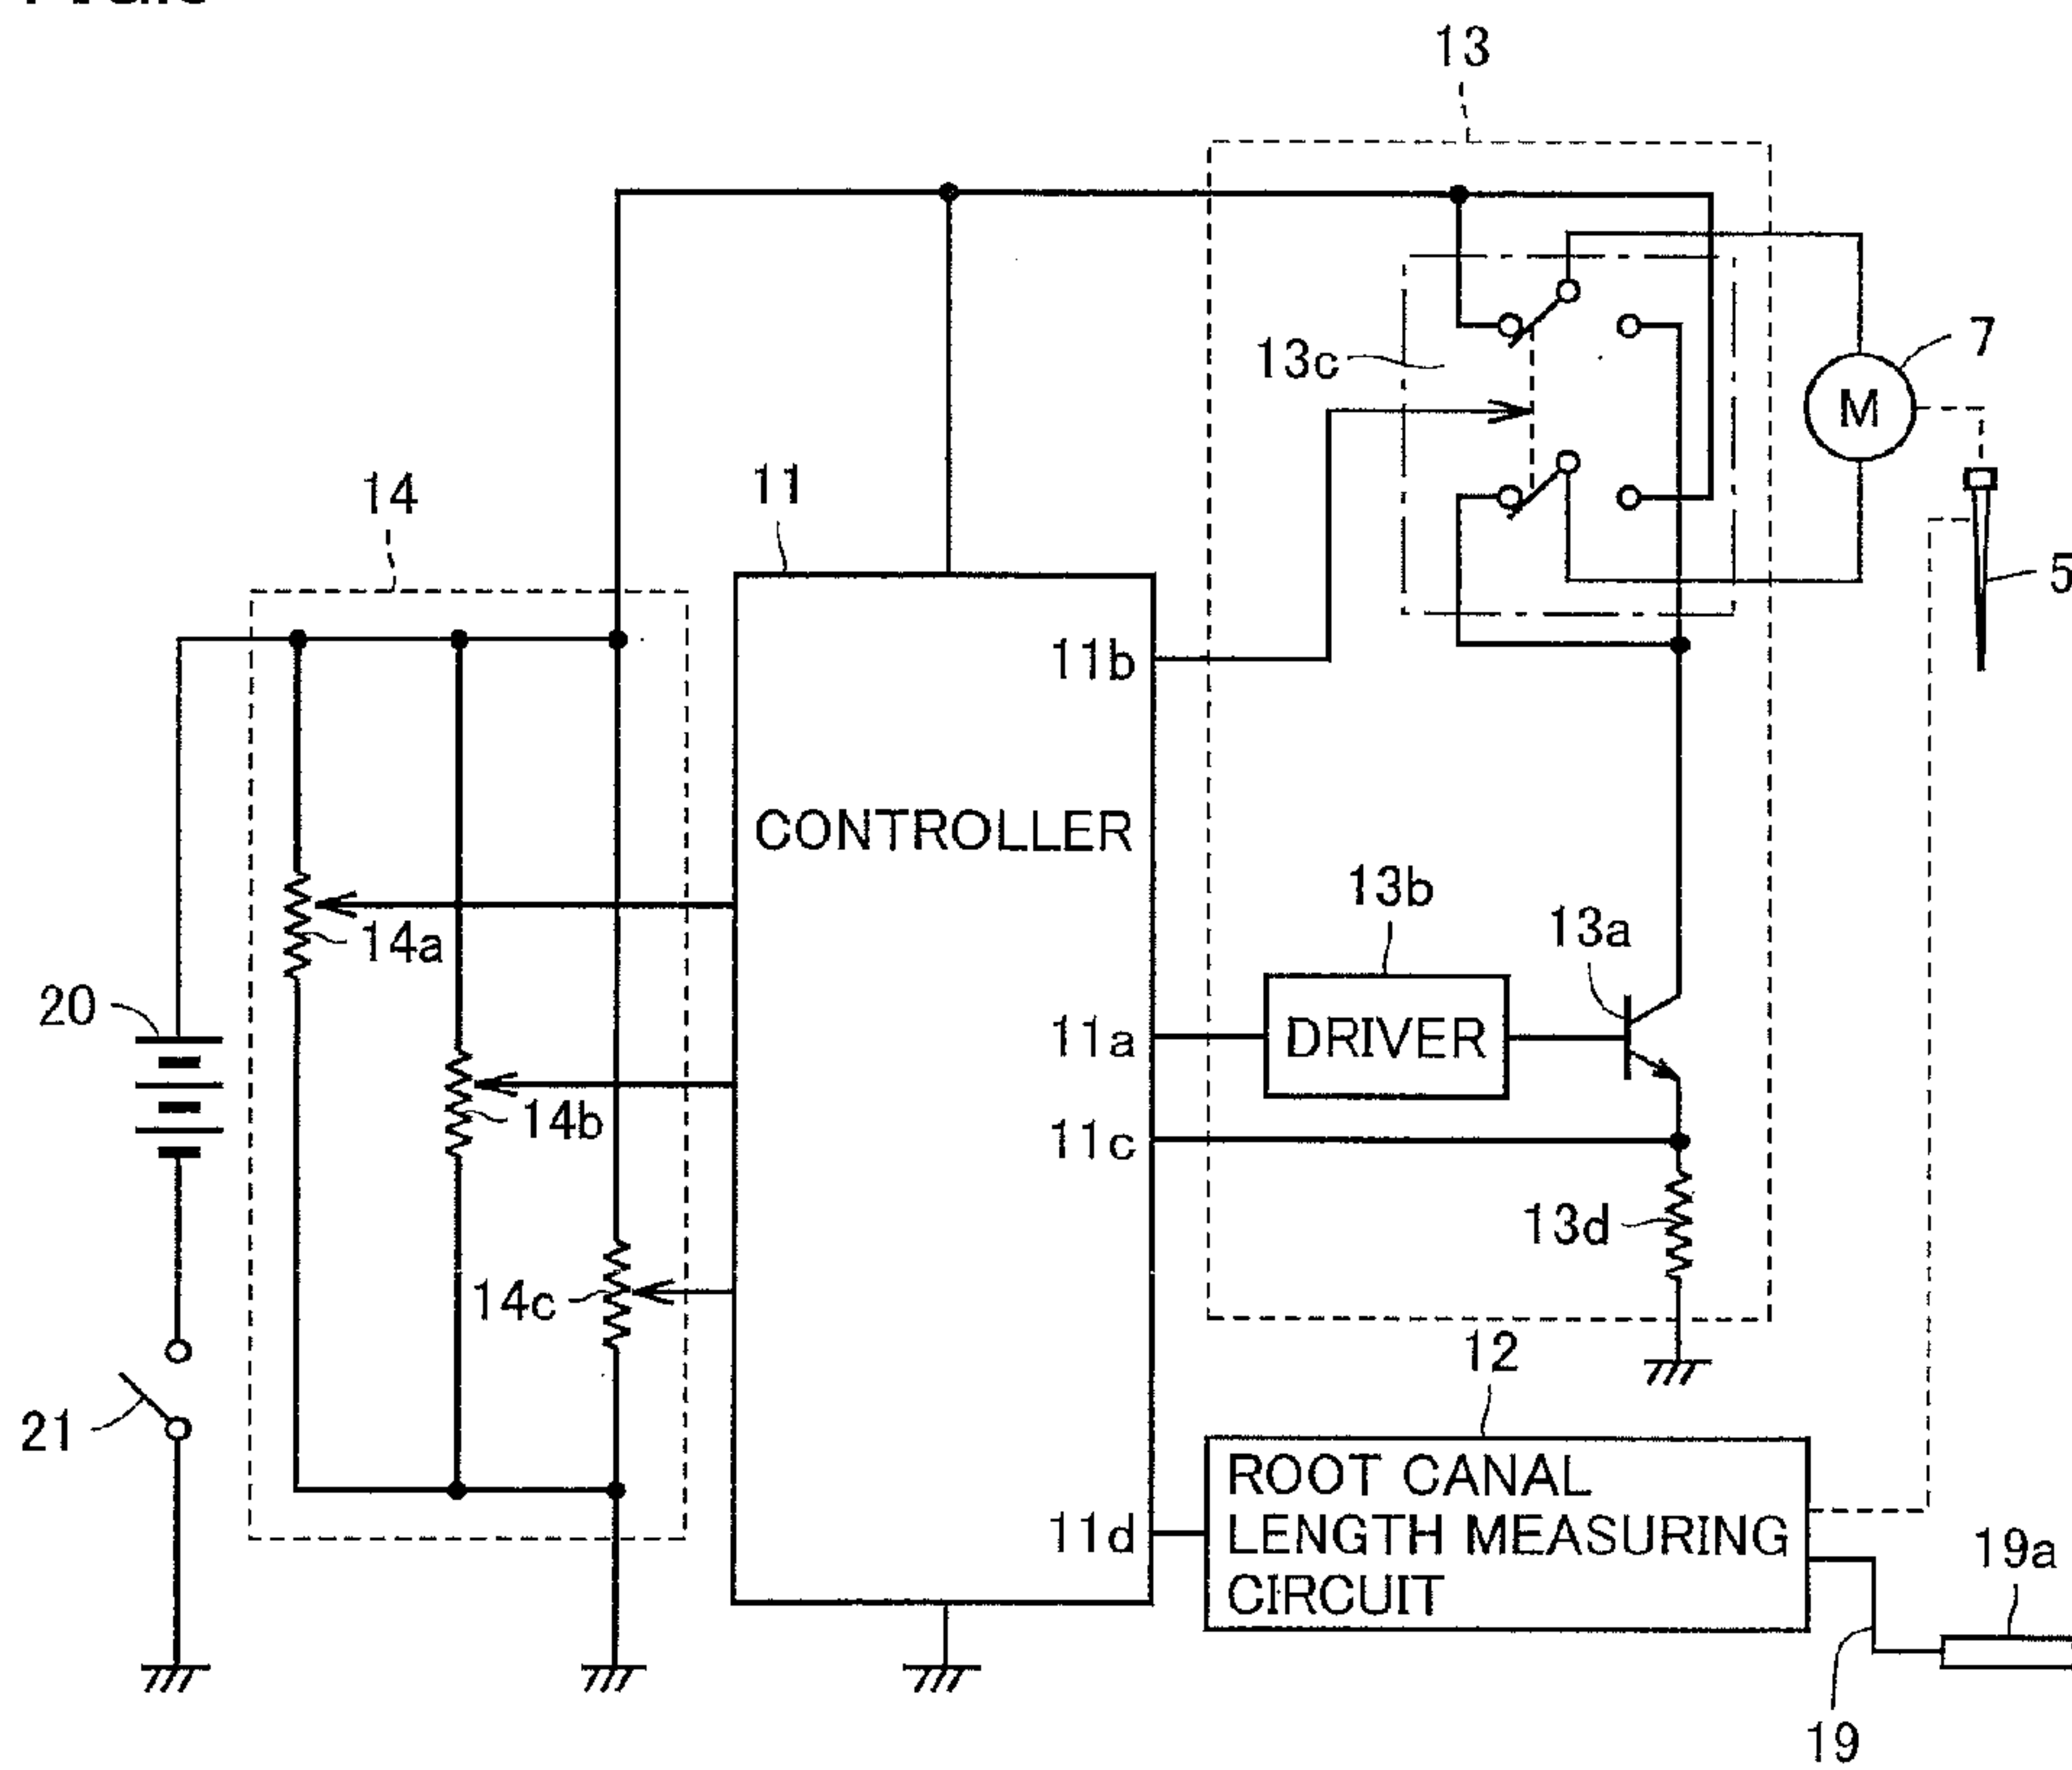 13
13c
7
M
14
11
5
11b
CONTROLLER
14a
13b
13a
20
11a
DRIVER
14b
11c
13d
14c
12
21
ROOT CANAL
LENGTH MEASURING
CIRCUIT
11d
19a
19